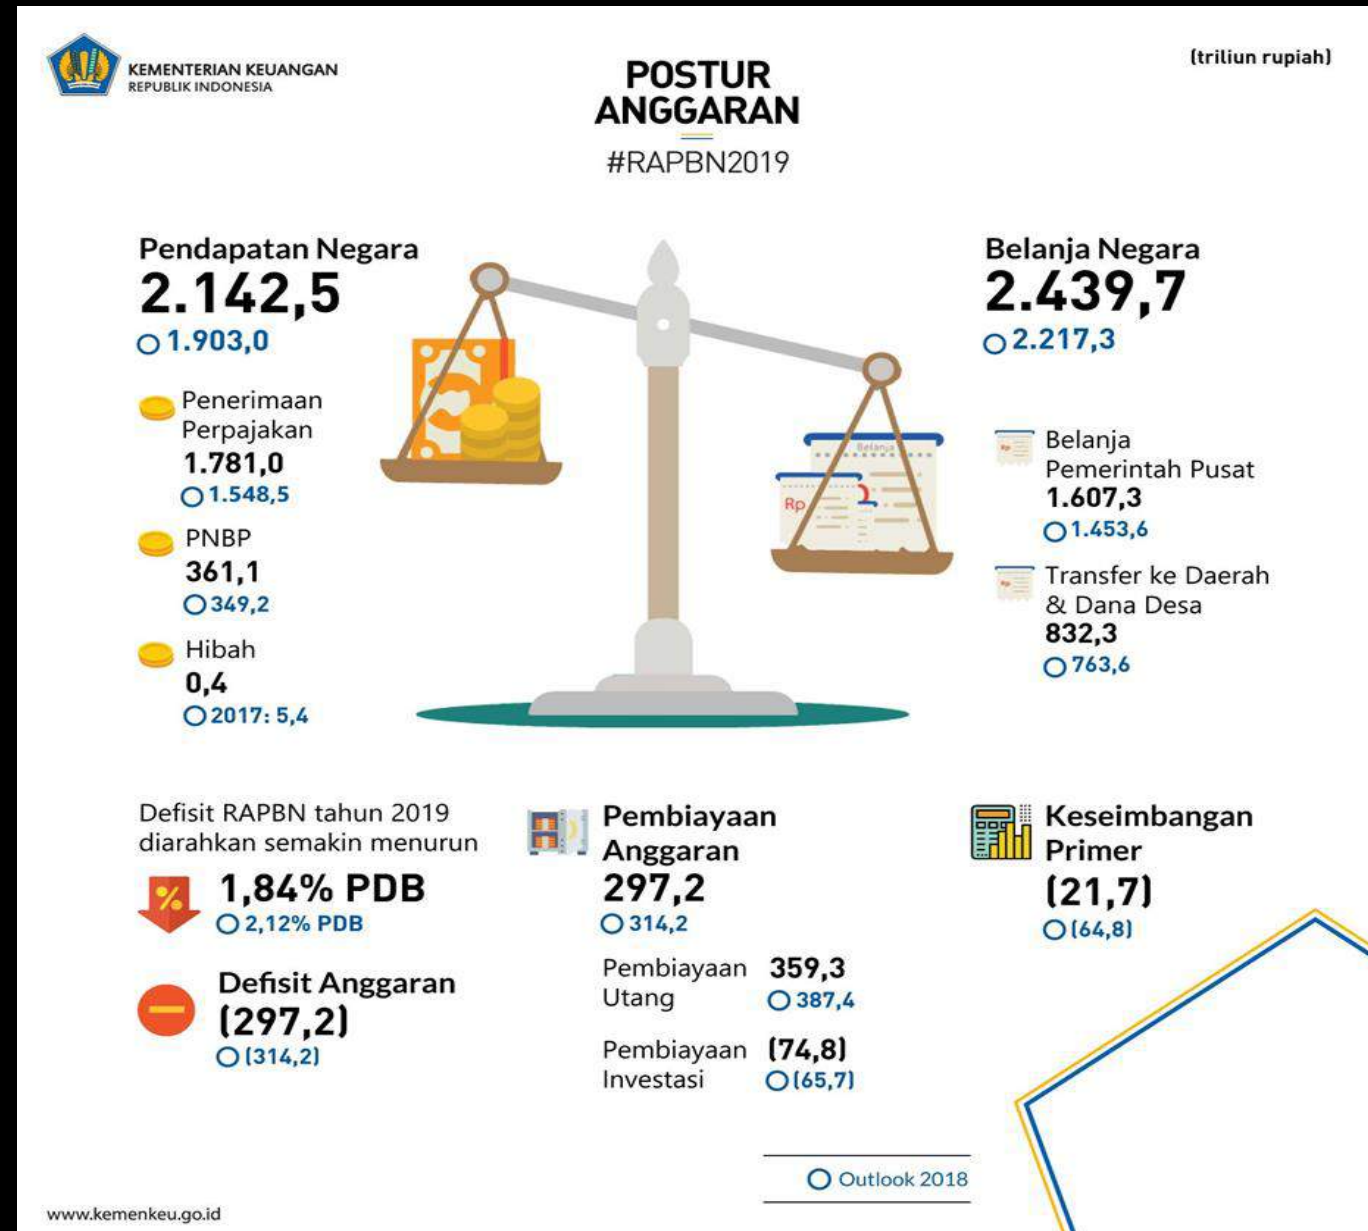 KEMENTERIAN KEUANGAN
REPUBLIK INDONESIA
POSTUR
ANGGARAN
#RAPBN2019
(triliun rupiah)
Pendapatan Negara
2.142,5
1.903,0
Penerimaan
Perpajakan
1.781,0
1.548,5
PNBP
361,1
349,2
Hibah
0,4
2017: 5,4
Belanja
Rp
Belanja Negara
2.439,7
2.217,3
Rp
Belanja
Pemerintah Pusat
1.607,3
1.453,6
Transfer ke Daerah
& Dana Desa
832,3
763,6
Defisit RAPBN tahun 2019
diarahkan semakin menurun
%
1,84% PDB
2,12% PDB
Defisit Anggaran
(297,2)
(314,2)
Pembiayaan
Anggaran
297,2
314,2
Pembiayaan 359,3
Utang 387,4
Pembiayaan (74,8)
Investasi (65,7)
Keseimbangan
Primer
(21,7)
(64,8)
Outlook 2018
www.kemenkeu.go.id